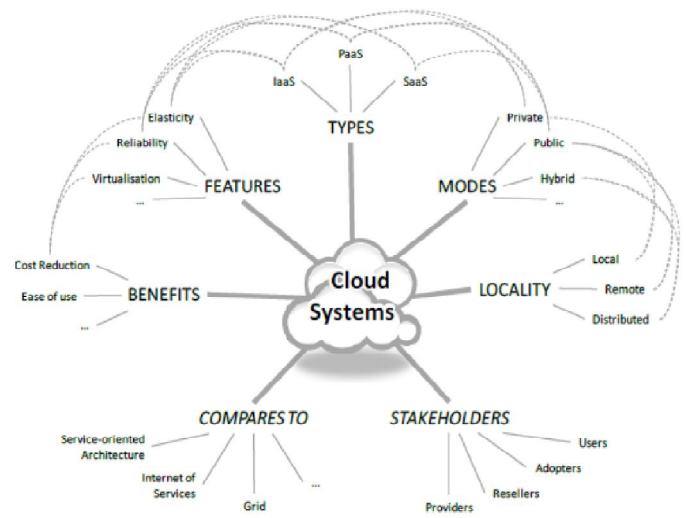 PaaS
IaaS
SaaS
TYPES
Elasticity
Reliability
Virtualisation
...
FEATURES
Private
Public
Hybrid
...
MODES
Cost Reduction
Ease of use
...
BENEFITS
Cloud
Systems
LOCALITY
Local
Remote
Distributed
COMPARES TO
Service-oriented
Architecture
Internet of
Services
Grid
...
STAKEHOLDERS
Users
Adopters
Resellers
Providers